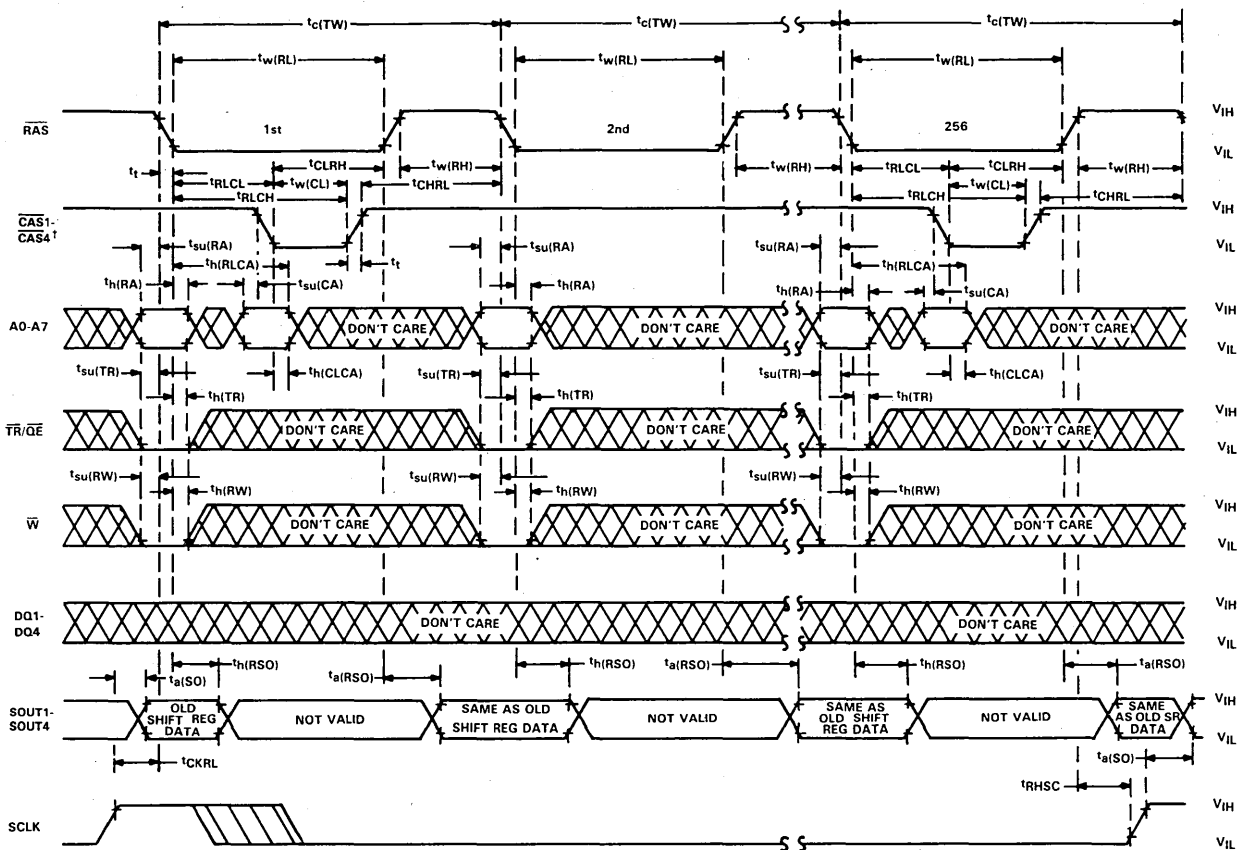 tc(TW) tc(TW) tc(TW)
tw(RL) tw(RL) tw(RL)
RAS 1st 2nd 256 VIH
VIL
tCLRH tw(RH) tw(RH) tCLRH tw(RH)
tt tRLCL tw(CL) tCHRL tRLCL tw(CL)
tRLCH tRLCH tCHRL
CAS1-
CAS4† VIH
VIL
tsu(RA) tsu(RA) tsu(RA)
th(RLCA) tt th(RLCA)
th(RA) tsu(CA) th(RA) th(RA) tsu(CA)
A0-A7 DON'T CARE DON'T CARE DON'T CARE VIH
VIL
tsu(TR) th(CLCA) tsu(TR) tsu(TR) th(CLCA)
th(TR) th(TR) th(TR)
TR/QE DON'T CARE DON'T CARE DON'T CARE VIH
VIL
tsu(RW) tsu(RW) tsu(RW)
th(RW) th(RW) th(RW)
W DON'T CARE DON'T CARE DON'T CARE VIH
VIL
DQ1-
DQ4 DON'T CARE DON'T CARE VIH
VIL
th(RSO) th(RSO) ta(RSO) th(RSO) ta(RSO)
ta(SO) ta(RSO)
SOUT1-
SOUT4 VIH
VIL
OLD
SHIFT REG
DATA
NOT VALID
SAME AS OLD
SHIFT REG DATA
NOT VALID
SAME AS
OLD SHIFT
REG DATA
NOT VALID
SAME
AS OLD SR
DATA
tCKRL ta(SO)
tRHSC
SCLK VIH
VIL